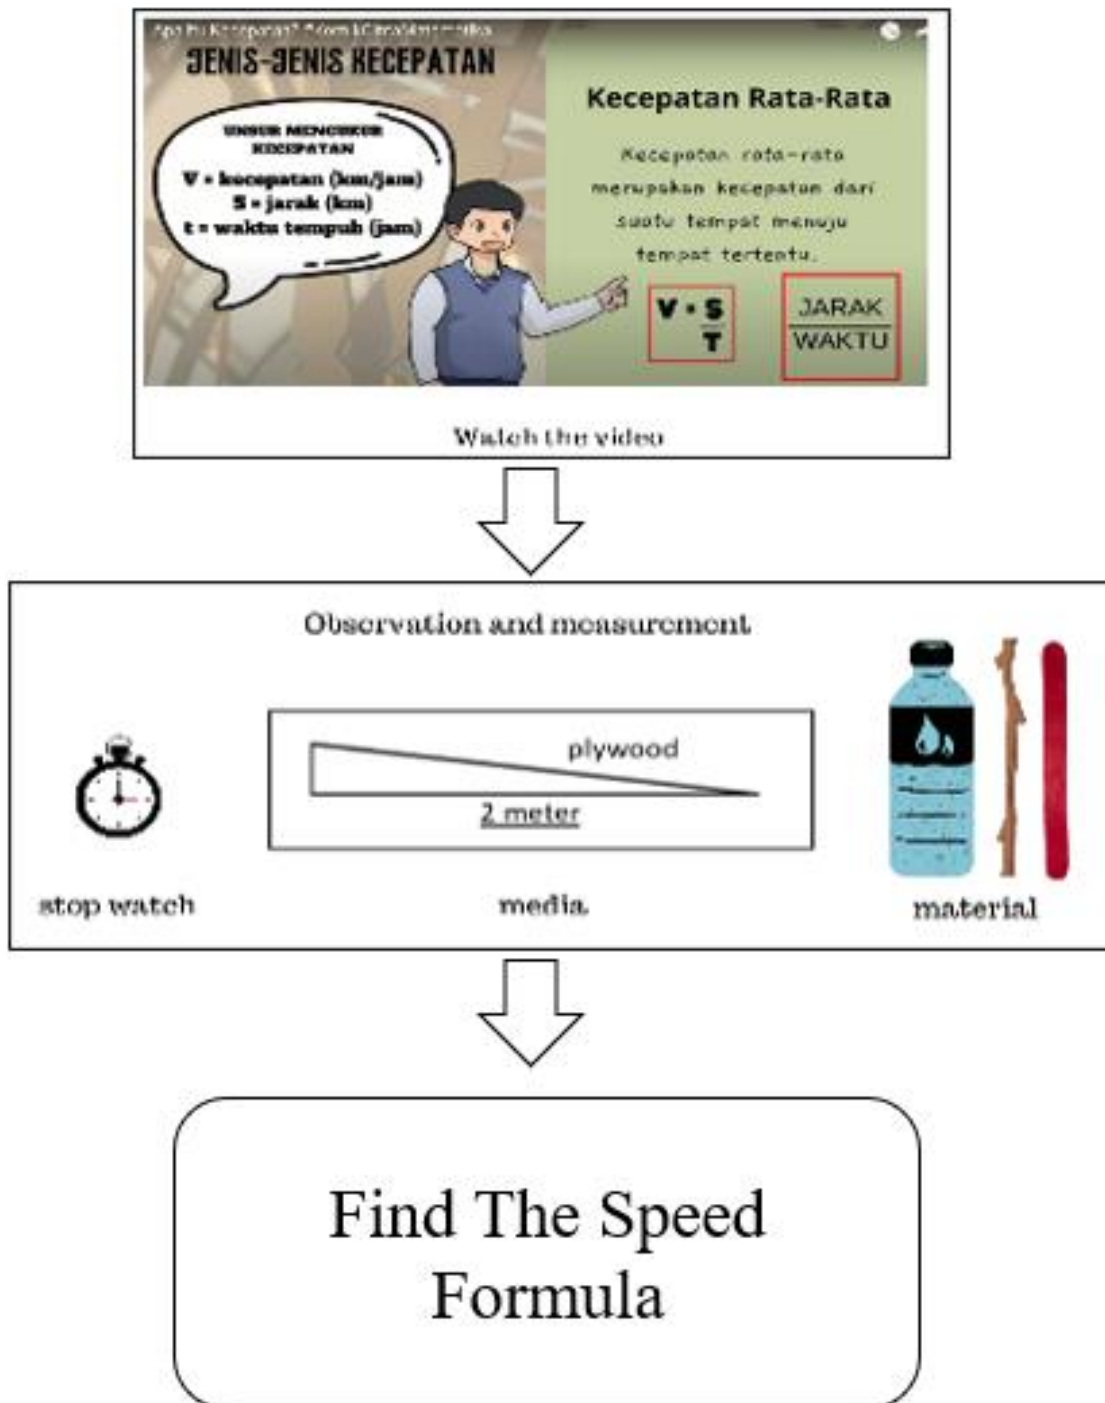 JENIS-JENIS KECEPATAN
UNSUR MENGUKUR
KECEPATAN
V = kecepatan (km/jam)
S = jarak (km)
t = waktu tempuh (jam)
Kecepatan Rata-Rata
Kecepatan rata-rata
merupakan kecepatan dari
suatu tempat menuju
tempat tertentu.
V = S
T
JARAK
WAKTU
Watch the video
Observation and measurement
plywood
2 meter
stop watch
media
material
Find The Speed
Formula